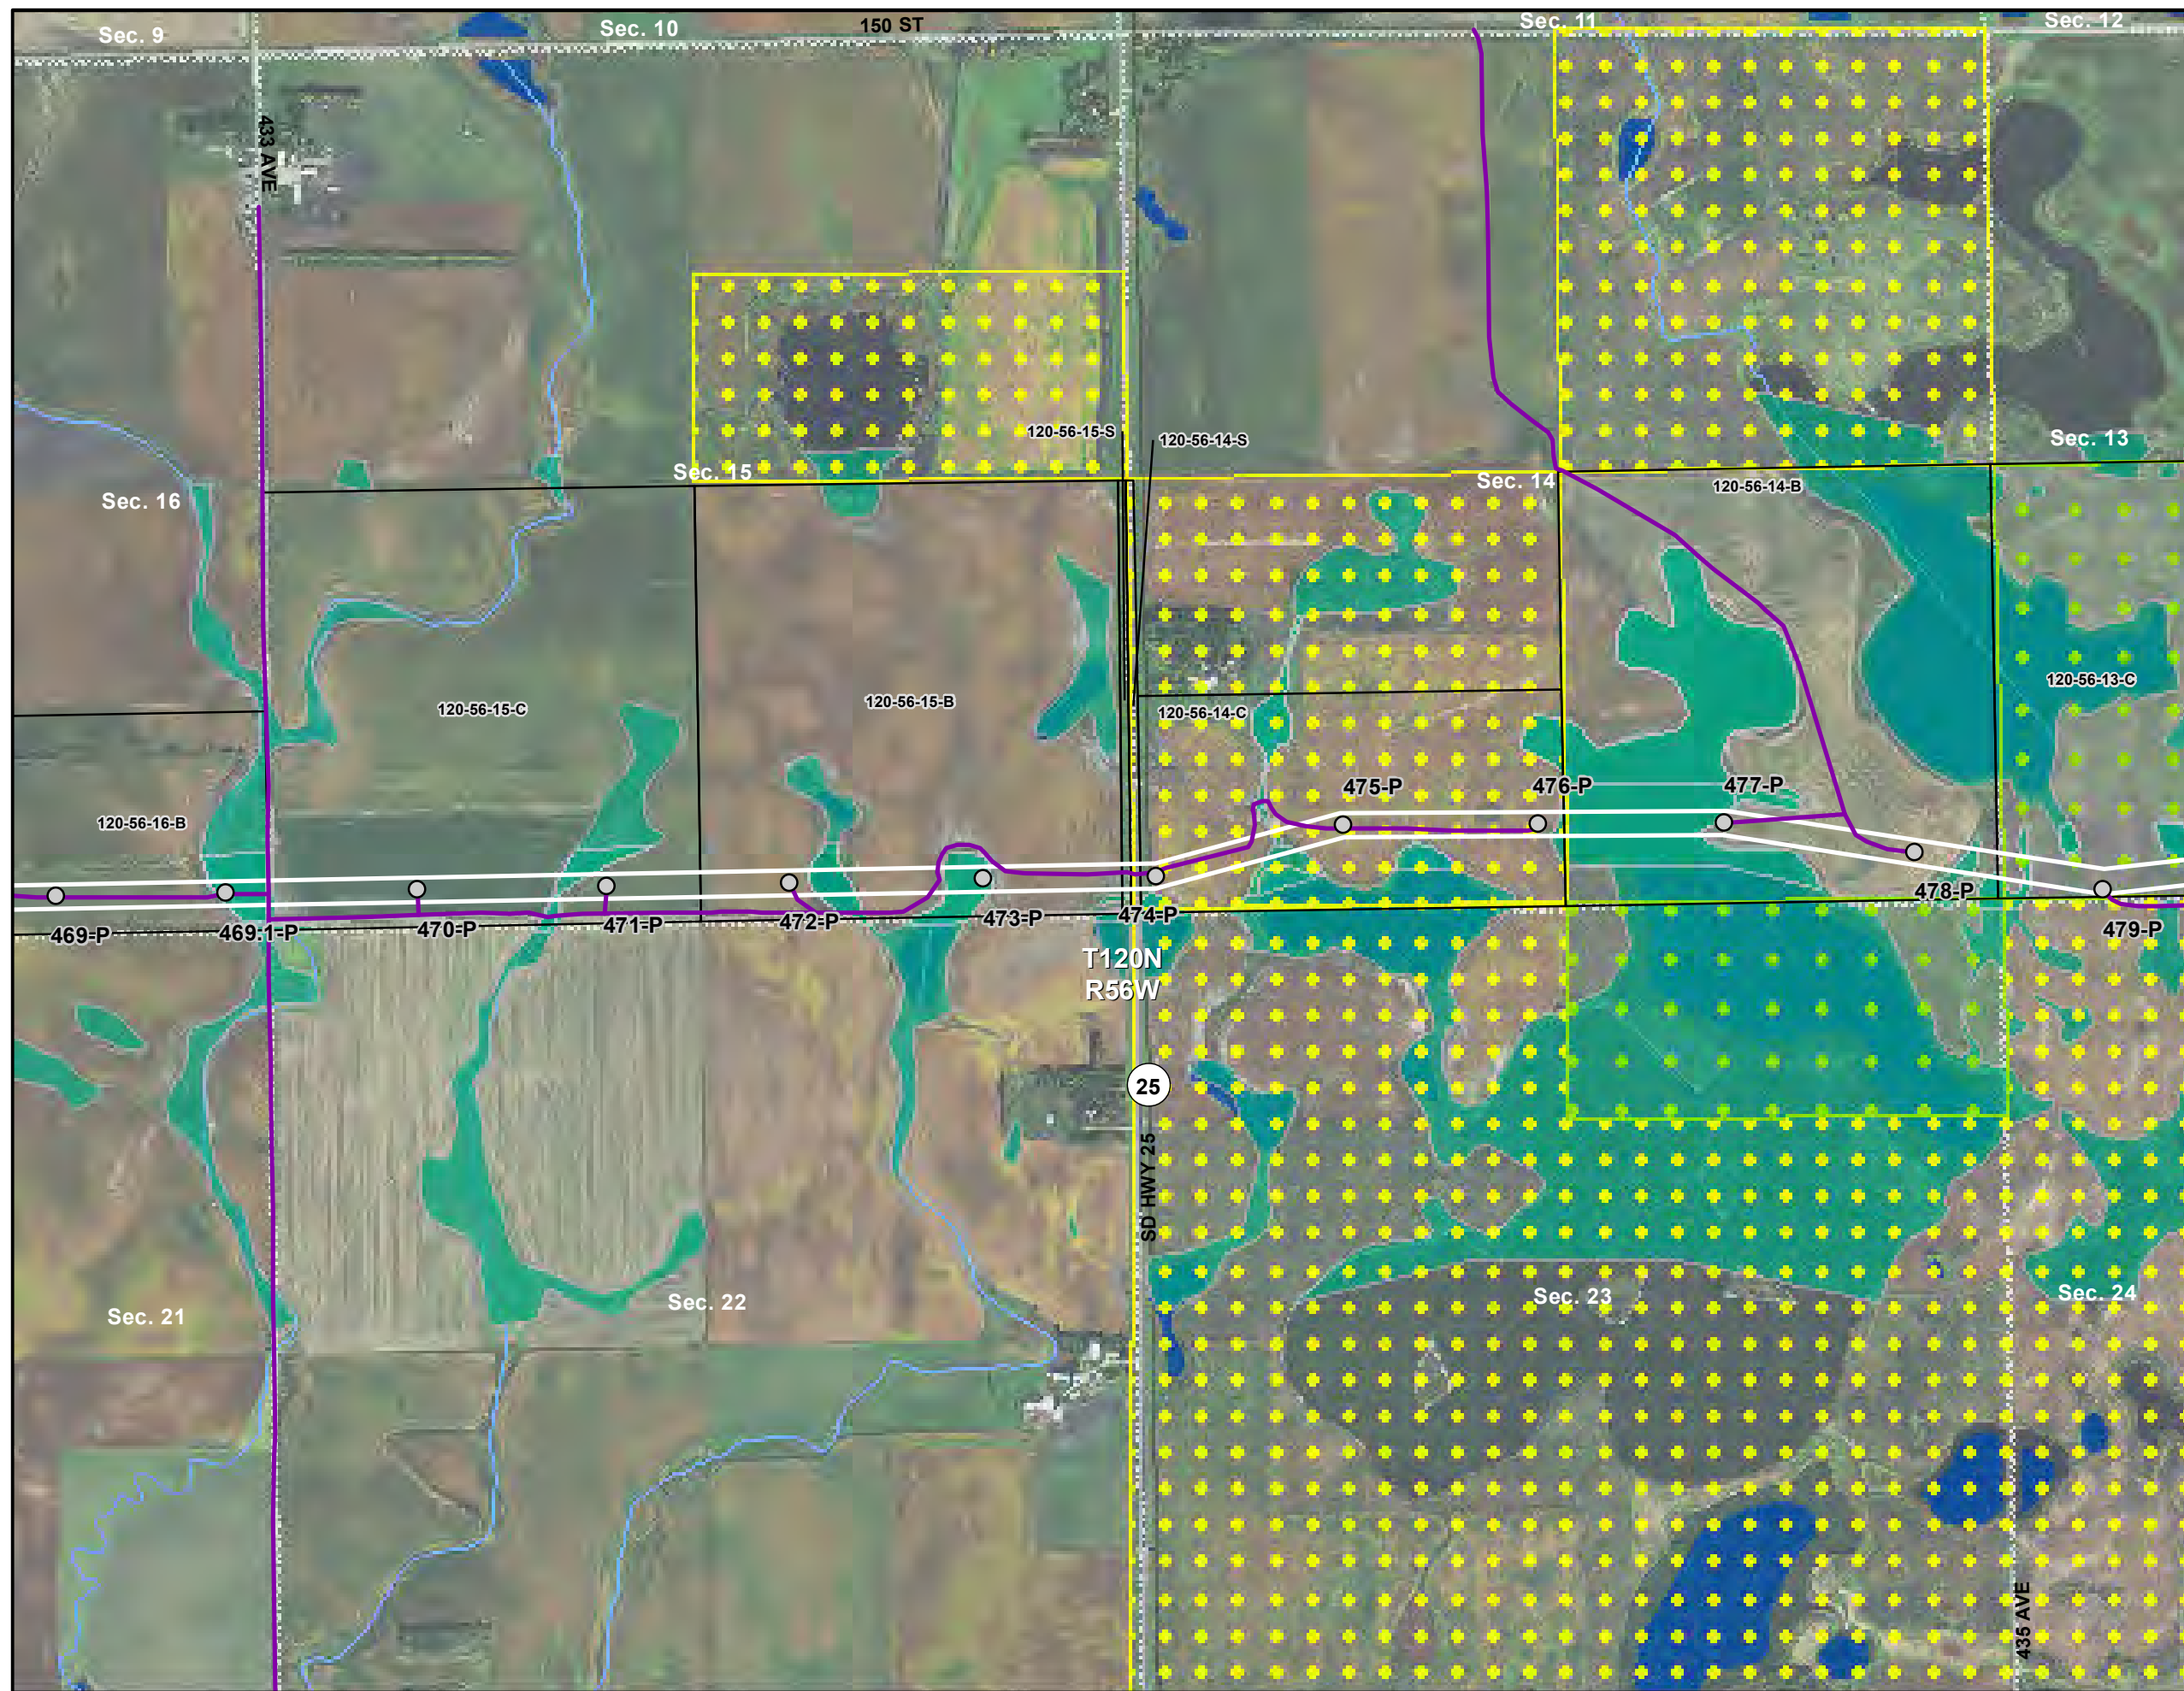 Sec. 9
Sec. 10
150 ST
Sec. 11
Sec. 12
433 AVE
120-56-15-S
120-56-14-S
Sec. 13
Sec. 15
Sec. 14
120-56-14-B
Sec. 16
120-56-15-C
120-56-15-B
120-56-14-C
120-56-13-C
475-P
476-P
477-P
120-56-16-B
478-P
469-P
469.1-P
470-P
471-P
472-P
473-P
474-P
479-P
T120N
R56W
25
SD HWY 25
Sec. 21
Sec. 22
Sec. 23
Sec. 24
435 AVE